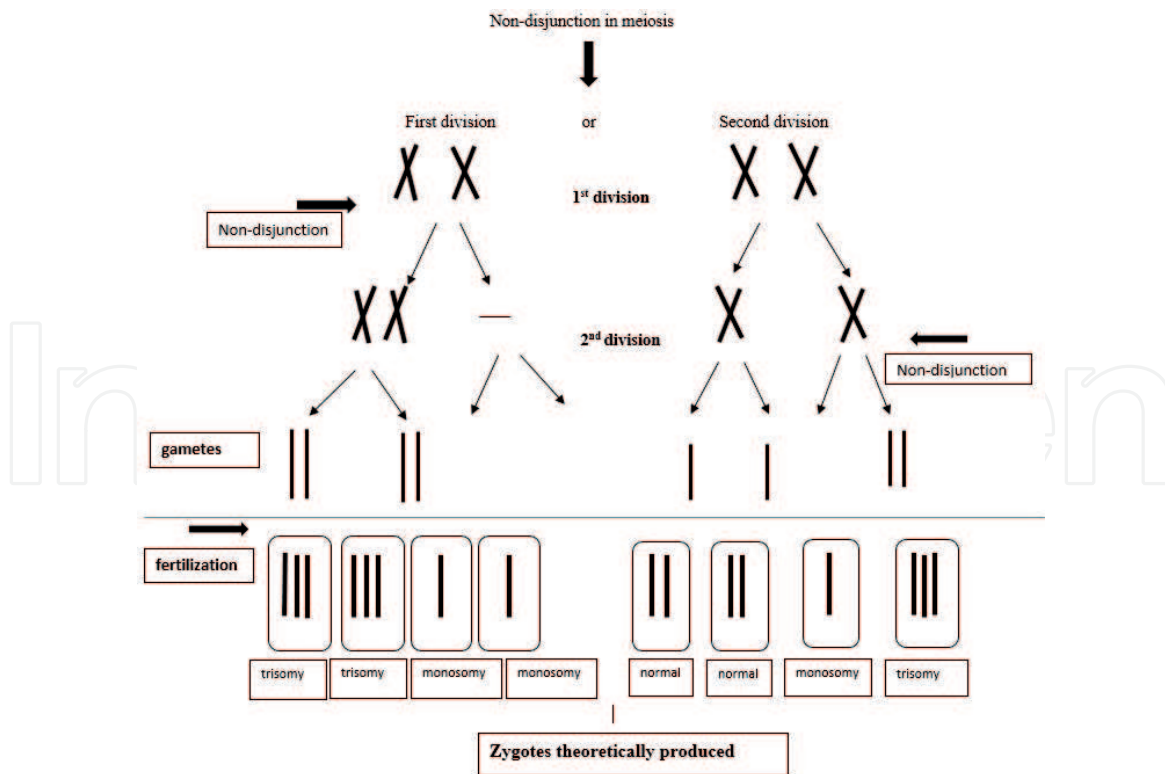 Non-disjunction in meiosis
First division or Second division
1st division
Non-disjunction
2nd division
Non-disjunction
gametes
fertilization
trisomy trisomy monosomy monosomy normal normal monosomy trisomy
Zygotes theoretically produced